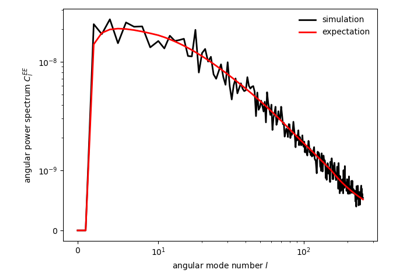 simulation
expectation
angular power spectrum $C_l^{EE}$
10⁻⁸
10⁻⁹
0
0
10¹
10²
angular mode number l